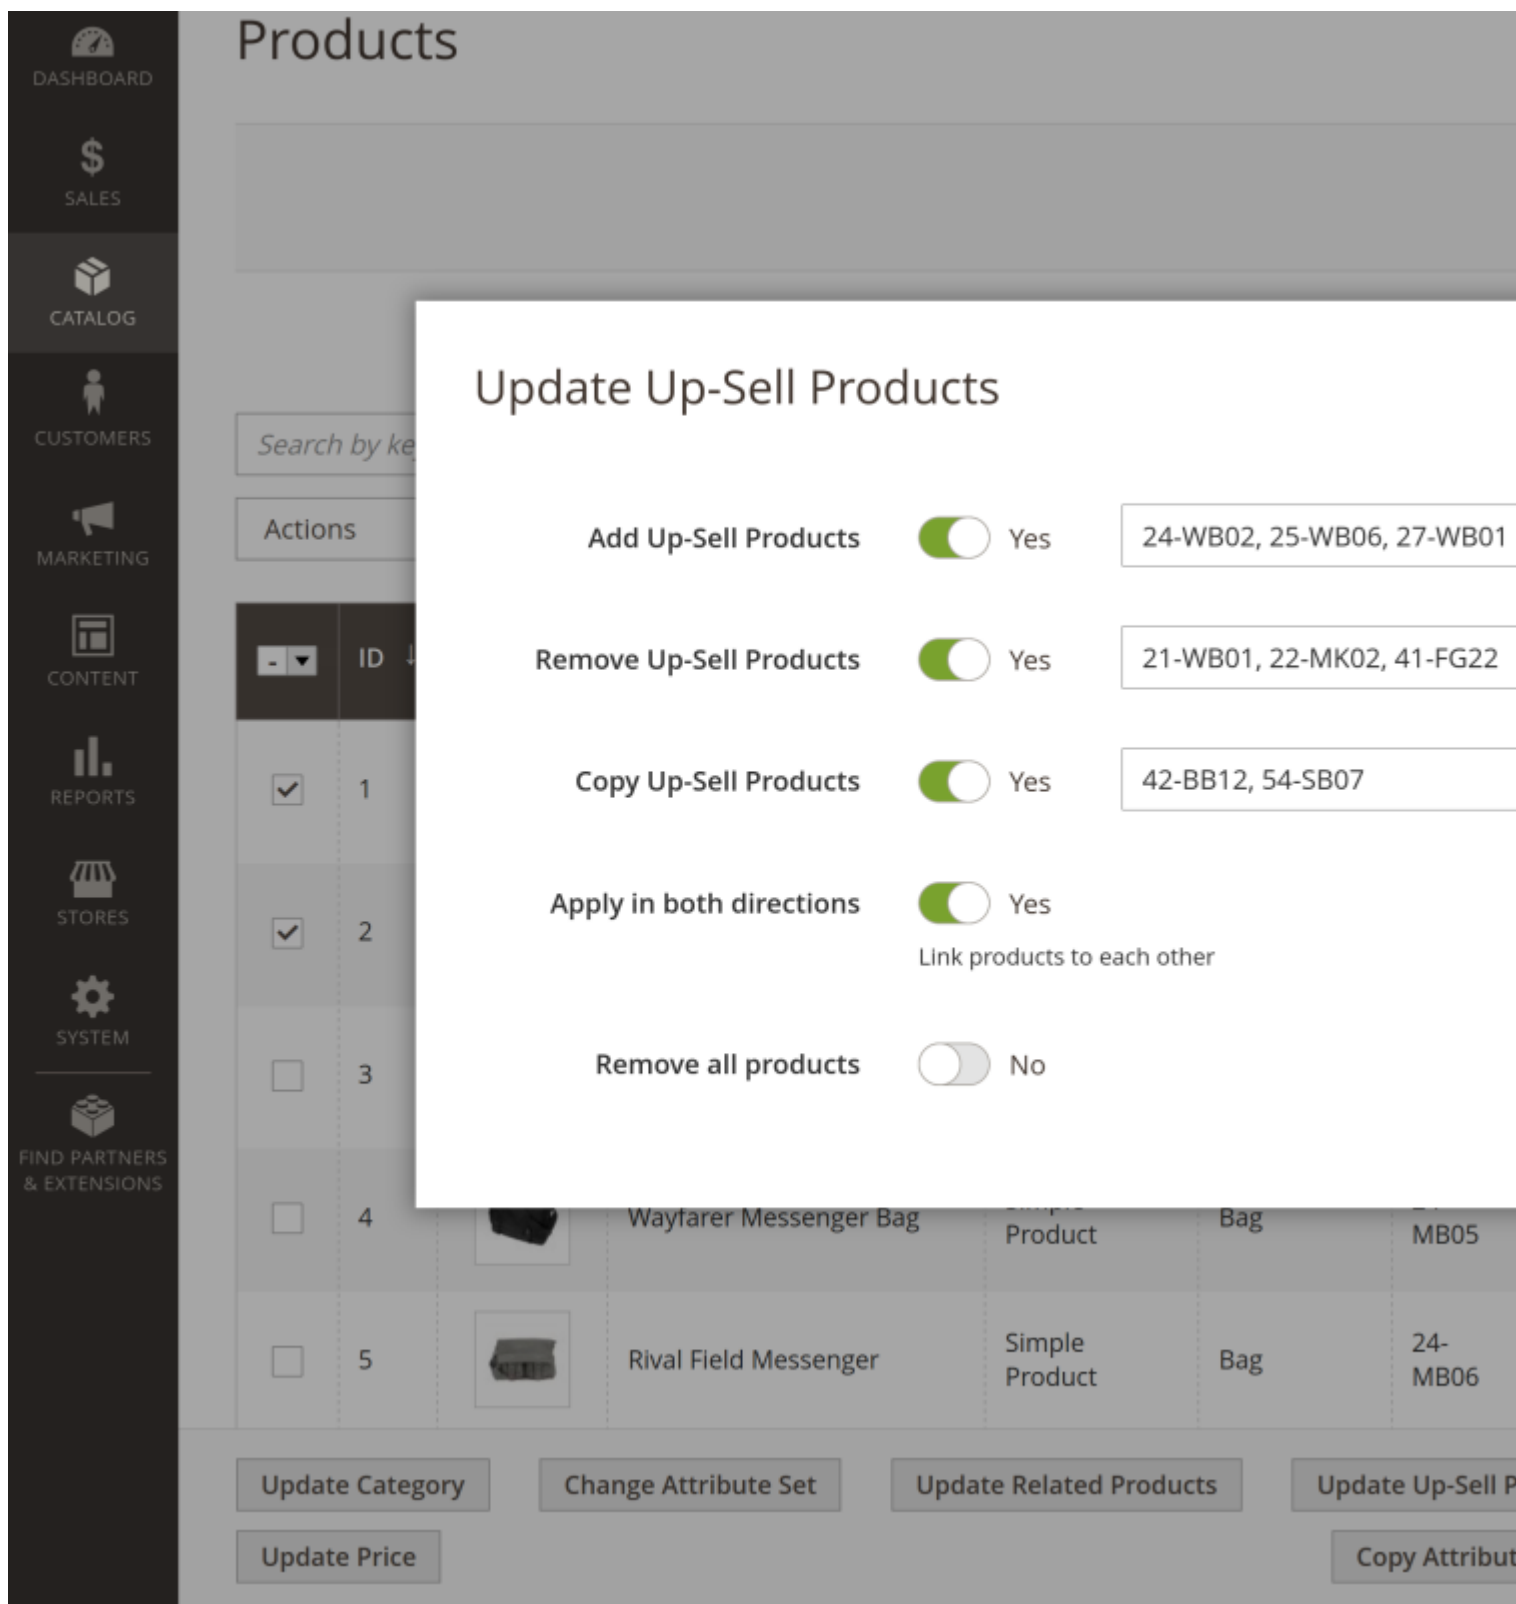 Products
DASHBOARD
$
SALES
CATALOG
CUSTOMERS
MARKETING
CONTENT
REPORTS
STORES
SYSTEM
FIND PARTNERS
& EXTENSIONS
Search by ke
Actions
- ID ↓
1
2
3
Update Up-Sell Products
Add Up-Sell Products Yes 24-WB02, 25-WB06, 27-WB01
Remove Up-Sell Products Yes 21-WB01, 22-MK02, 41-FG22
Copy Up-Sell Products Yes 42-BB12, 54-SB07
Apply in both directions Yes
Link products to each other
Remove all products No
4 Wayfarer Messenger Bag Simple Product Bag MB05
5 Rival Field Messenger Simple Product Bag 24-MB06
Update Category Change Attribute Set Update Related Products Update Up-Sell P
Update Price Copy Attribut